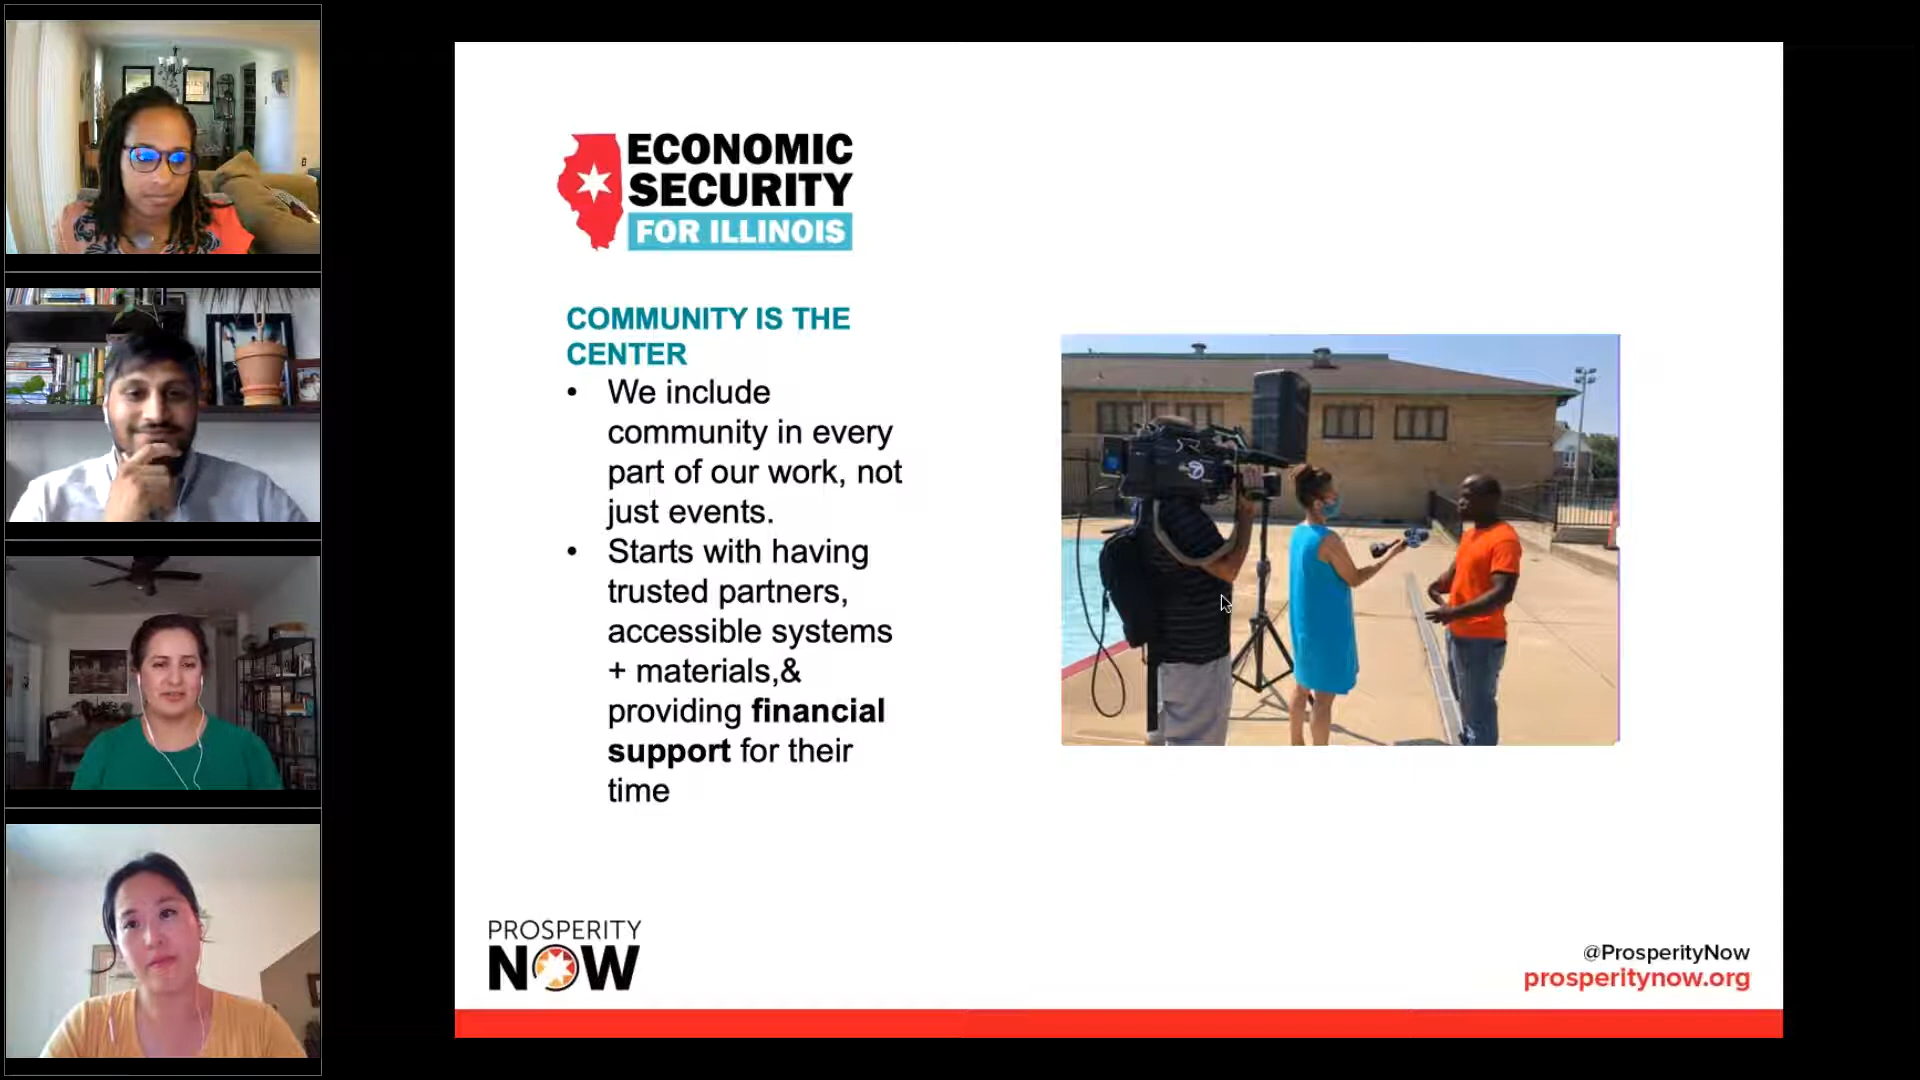 ECONOMIC
SECURITY
FOR ILLINOIS
COMMUNITY IS THE
CENTER
• We include
community in every
part of our work, not
just events.
• Starts with having
trusted partners,
accessible systems
+ materials,&
providing financial
support for their
time
PROSPERITY
NOW
@ProsperityNow
prosperitynow.org